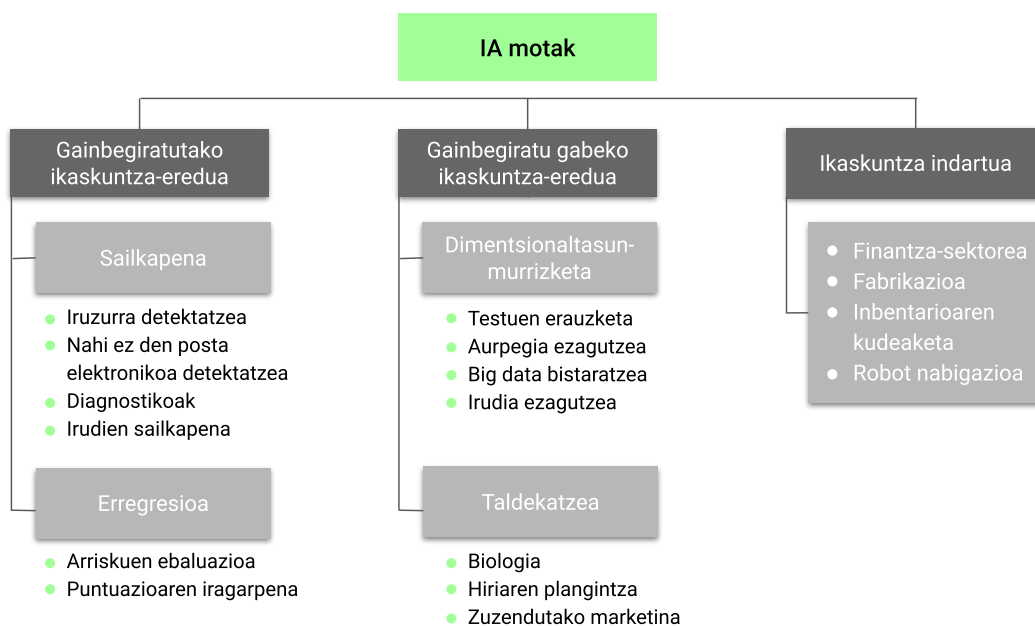 IA motak
Gainbegiratutako
ikaskuntza-eredua
Sailkapena
Iruzurra detektatzea
Nahi ez den posta
elektronikoa detektatzea
Diagnostikoak
Irudien sailkapena
Erregresioa
Arriskuen ebaluazioa
Puntuazioaren iragarpena
Gainbegiratu gabeko
ikaskuntza-eredua
Dimentsionaltasun-
murrizketa
Testuen erauzketa
Aurpegia ezagutzea
Big data bistaratzea
Irudia ezagutzea
Taldekatzea
Biologia
Hiriaren plangintza
Zuzendutako marketina
Ikaskuntza indartua
Finantza-sektorea
Fabrikazioa
Inbentarioaren
kudeaketa
Robot nabigazioa